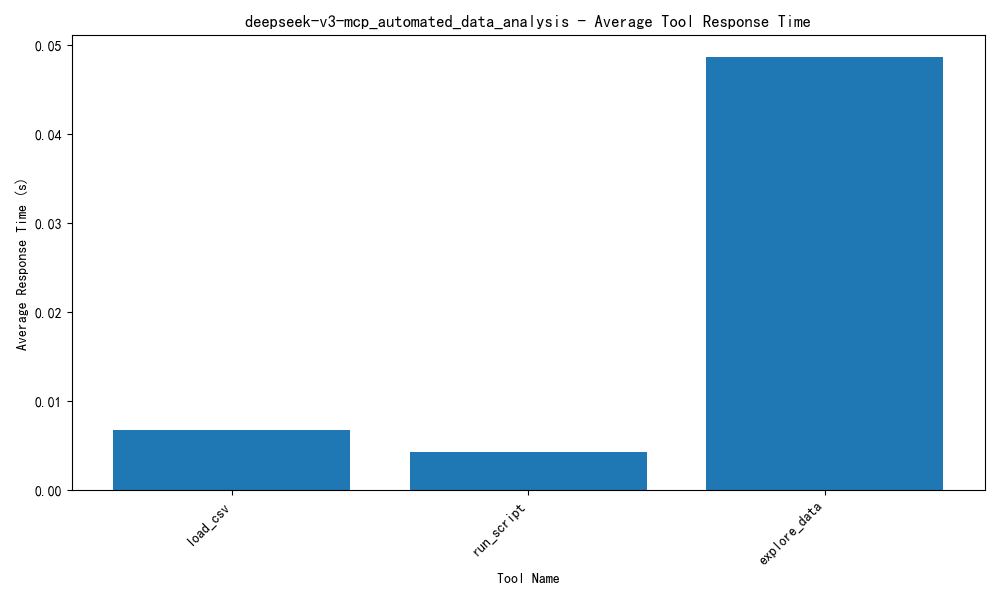 deepseek-v3-mcp_automated_data_analysis - Average Tool Response Time
0.05
0.04
0.03
0.02
0.01
0.00
Average Response Time (s)
load_csv
run_script
explore_data
Tool Name